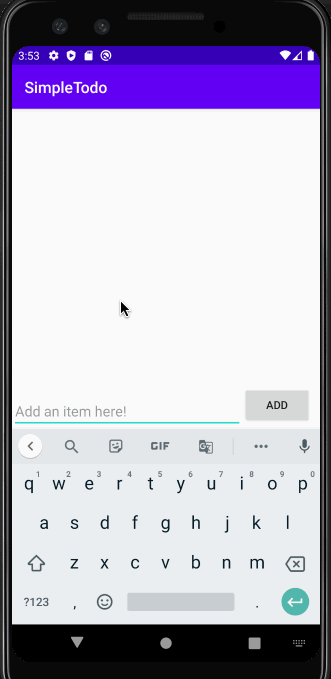 3:53
SimpleTodo
Add an item here!
ADD
GIF
q1 w2 e3 r4 t5 y6 u7 i8 o9 p0
a s d f g h j k l
z x c v b n m
?123 , .